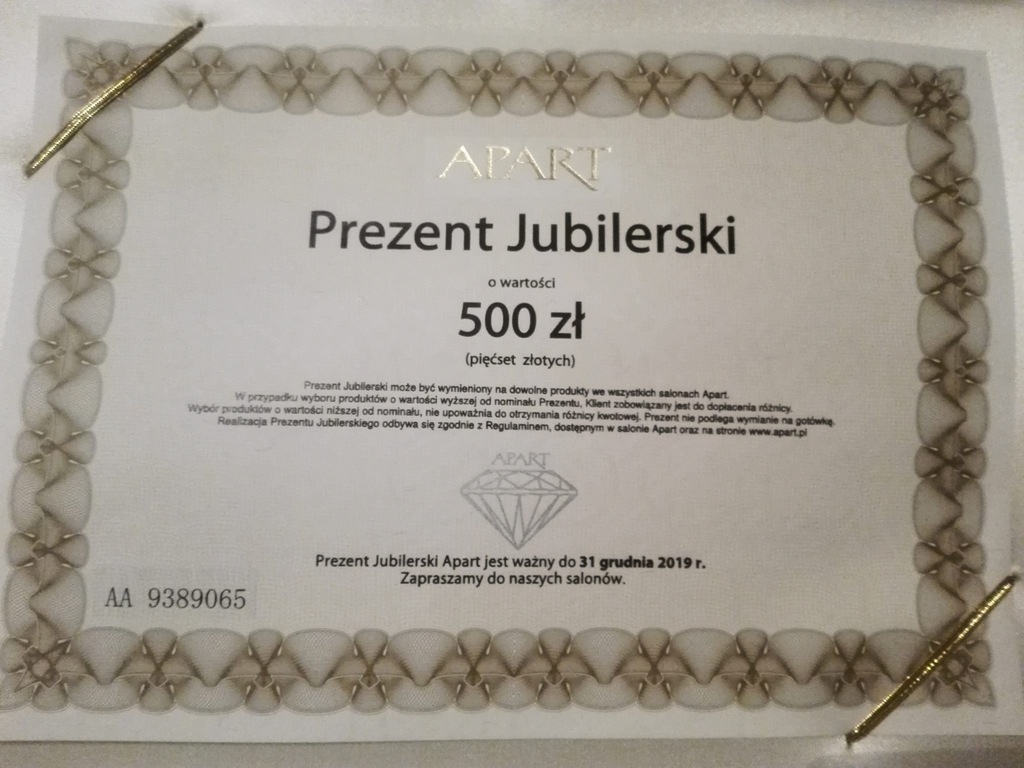 APART
Prezent Jubilerski
o wartości
500 zł
(pięćset złotych)
Prezent Jubilerski może być wymieniony na dowolne produkty we wszystkich salonach Apart.
W przypadku wyboru produktów o wartości wyższej od nominału Prezentu, Klient zobowiązany jest do dopłacenia różnicy.
Wybór produktów o wartości niższej od nominału, nie upoważnia do otrzymania różnicy kwotowej. Prezent nie podlega wymianie na gotówkę.
Realizacja Prezentu Jubilerskiego odbywa się zgodnie z Regulaminem, dostępnym w salonie Apart oraz na stronie www.apart.pl
APART
Prezent Jubilerski Apart jest ważny do 31 grudnia 2019 r.
Zapraszamy do naszych salonów.
AA 9389065